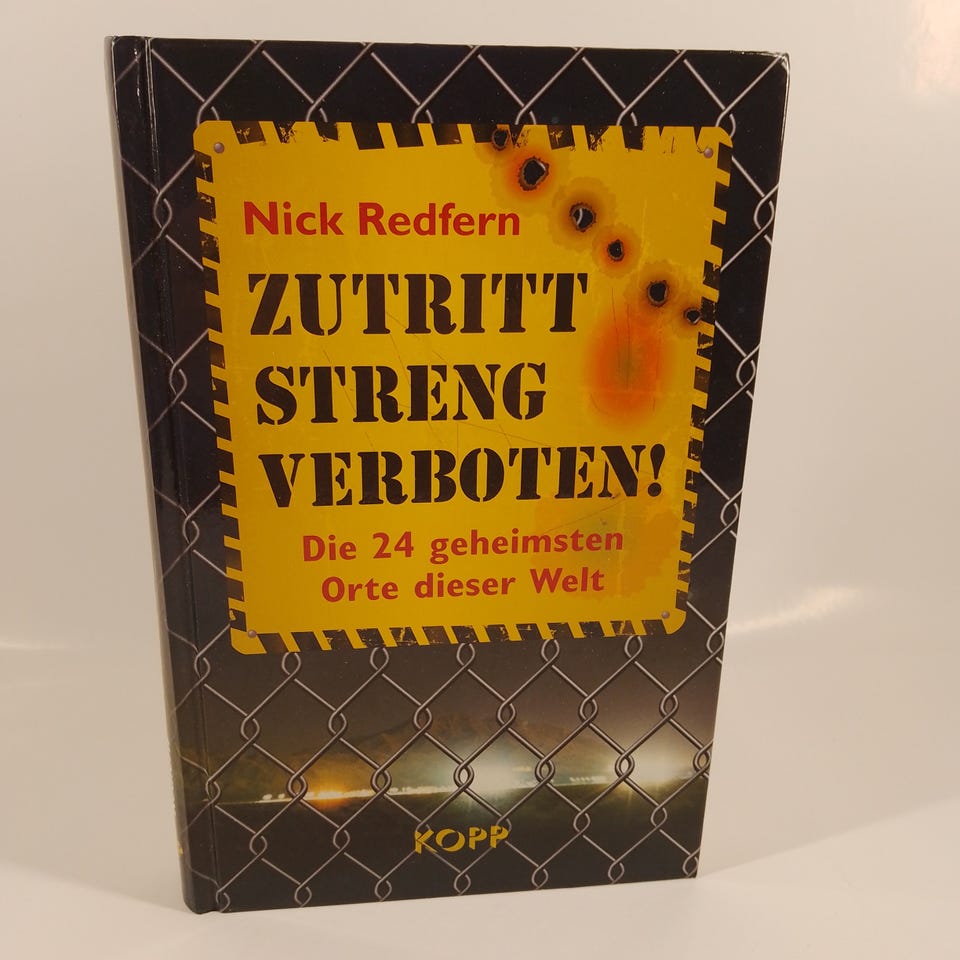 Nick Redfern
ZUTRITT
STRENG
VERBOTEN!
Die 24 geheimsten
Orte dieser Welt
KOPP